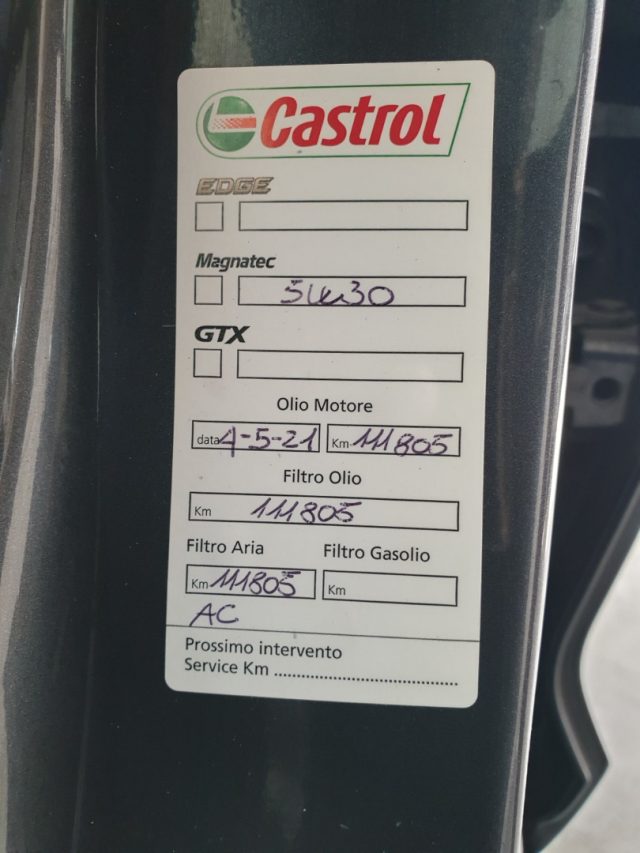 Castrol
EDGE
Magnatec
5W30
GTX
Olio Motore
data 4-5-21 Km 111805
Filtro Olio
Km 111805
Filtro Aria Filtro Gasolio
Km 111805 Km
AC
Prossimo intervento
Service Km ................................